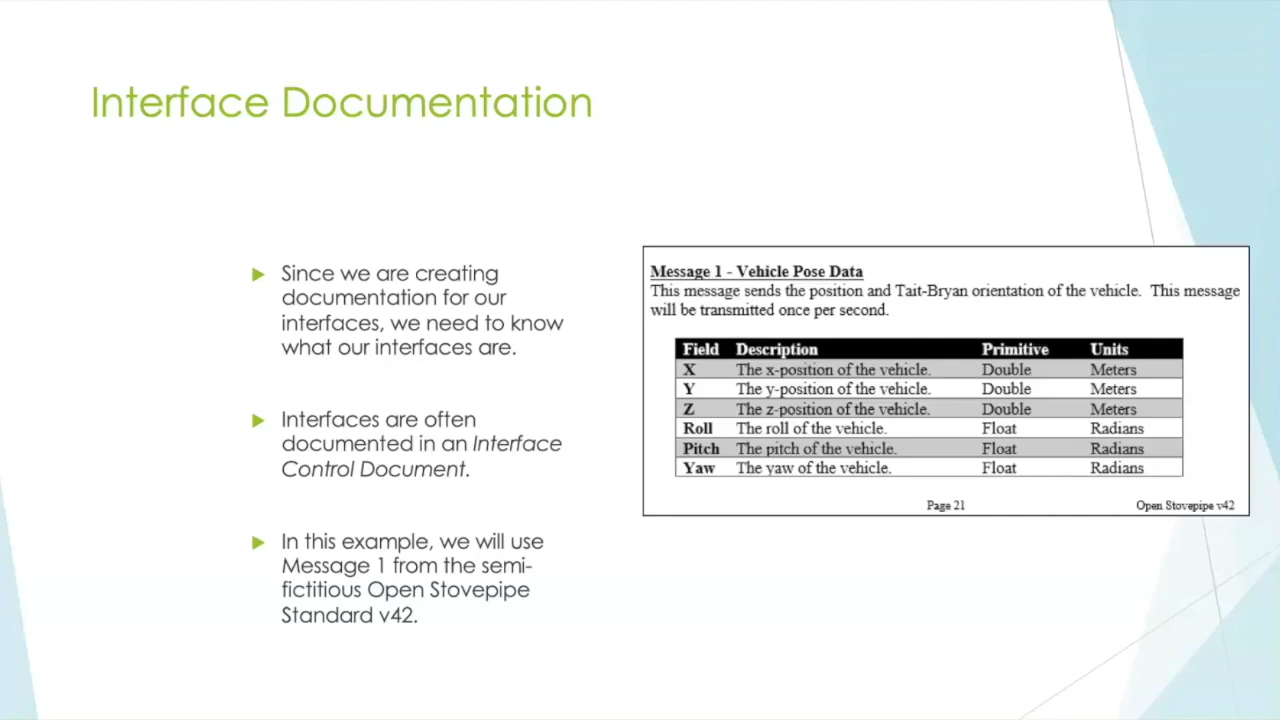 Interface Documentation
Since we are creating
documentation for our
interfaces, we need to know
what our interfaces are.
Interfaces are often
documented in an Interface
Control Document.
In this example, we will use
Message 1 from the semi-
fictitious Open Stovepipe
Standard v42.
Message 1 - Vehicle Pose Data
This message sends the position and Tait-Bryan orientation of the vehicle. This message
will be transmitted once per second.
Field Description Primitive Units
X The x-position of the vehicle. Double Meters
Y The y-position of the vehicle. Double Meters
Z The z-position of the vehicle. Double Meters
Roll The roll of the vehicle. Float Radians
Pitch The pitch of the vehicle. Float Radians
Yaw The yaw of the vehicle. Float Radians
Page 21 Open Stovepipe v42